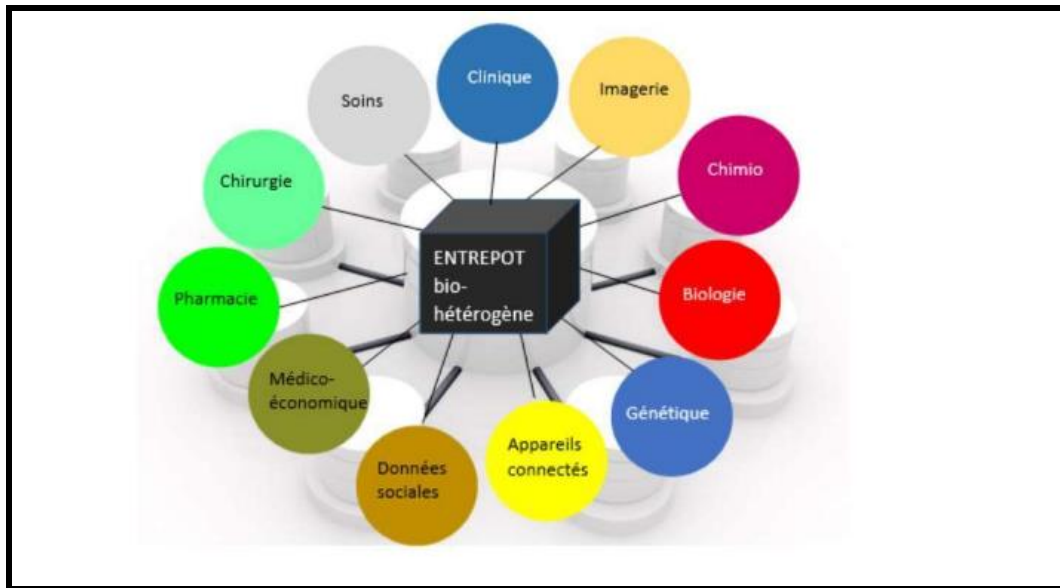 Clinique
Imagerie
Soins
Chimio
Chirurgie
ENTREPOT
bio-
hétérogène
Biologie
Pharmacie
Médico-
économique
Génétique
Appareils
connectés
Données
sociales